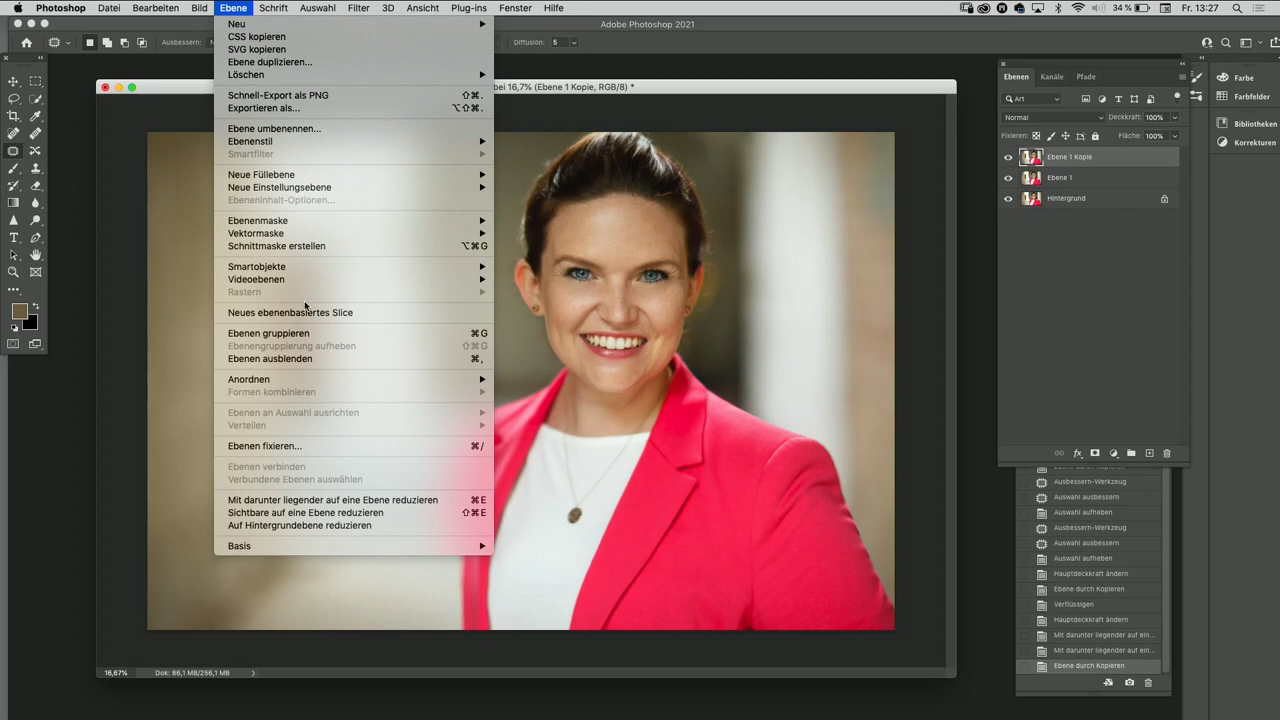 Photoshop Datei Bearbeiten Bild Ebene Schrift Auswahl Filter 3D Ansicht Plug-ins Fenster Hilfe 34 % Fr. 13:27
Adobe Photoshop 2021
Ausbessern: Diffusion: 5
bei 16,7% (Ebene 1 Kopie, RGB/8) *
Neu
CSS kopieren
SVG kopieren
Ebene duplizieren...
Löschen
Schnell-Export als PNG ⇧⌘.
Exportieren als... ⌥⇧⌘.
Ebene umbenennen...
Ebenenstil
Smartfilter
Neue Füllebene
Neue Einstellungsebene
Ebeneninhalt-Optionen...
Ebenenmaske
Vektormaske
Schnittmaske erstellen ⌥⌘G
Smartobjekte
Videoebenen
Rastern
Neues ebenenbasiertes Slice
Ebenen gruppieren ⌘G
Ebenengruppierung aufheben ⇧⌘G
Ebenen ausblenden ⌘,
Anordnen
Formen kombinieren
Ebenen an Auswahl ausrichten
Verteilen
Ebenen fixieren... ⌘/
Ebenen verbinden
Verbundene Ebenen auswählen
Mit darunter liegender auf eine Ebene reduzieren ⌘E
Sichtbare auf eine Ebene reduzieren ⇧⌘E
Auf Hintergrundebene reduzieren
Basis
16,67% Dok: 86,1 MB/256,1 MB
Ebenen Kanäle Pfade
Art
Normal Deckkraft: 100%
Fixieren: Fläche: 100%
Ebene 1 Kopie
Ebene 1
Hintergrund
fx
Ausbessern-Werkzeug
Auswahl ausbessern
Auswahl aufheben
Ausbessern-Werkzeug
Auswahl ausbessern
Auswahl aufheben
Hauptdeckkraft ändern
Ebene durch Kopieren
Verflüssigen
Hauptdeckkraft ändern
Mit darunter liegender auf ein...
Mit darunter liegender auf ein...
Ebene durch Kopieren
Farbe
Farbfelder
Bibliotheken
Korrekturen